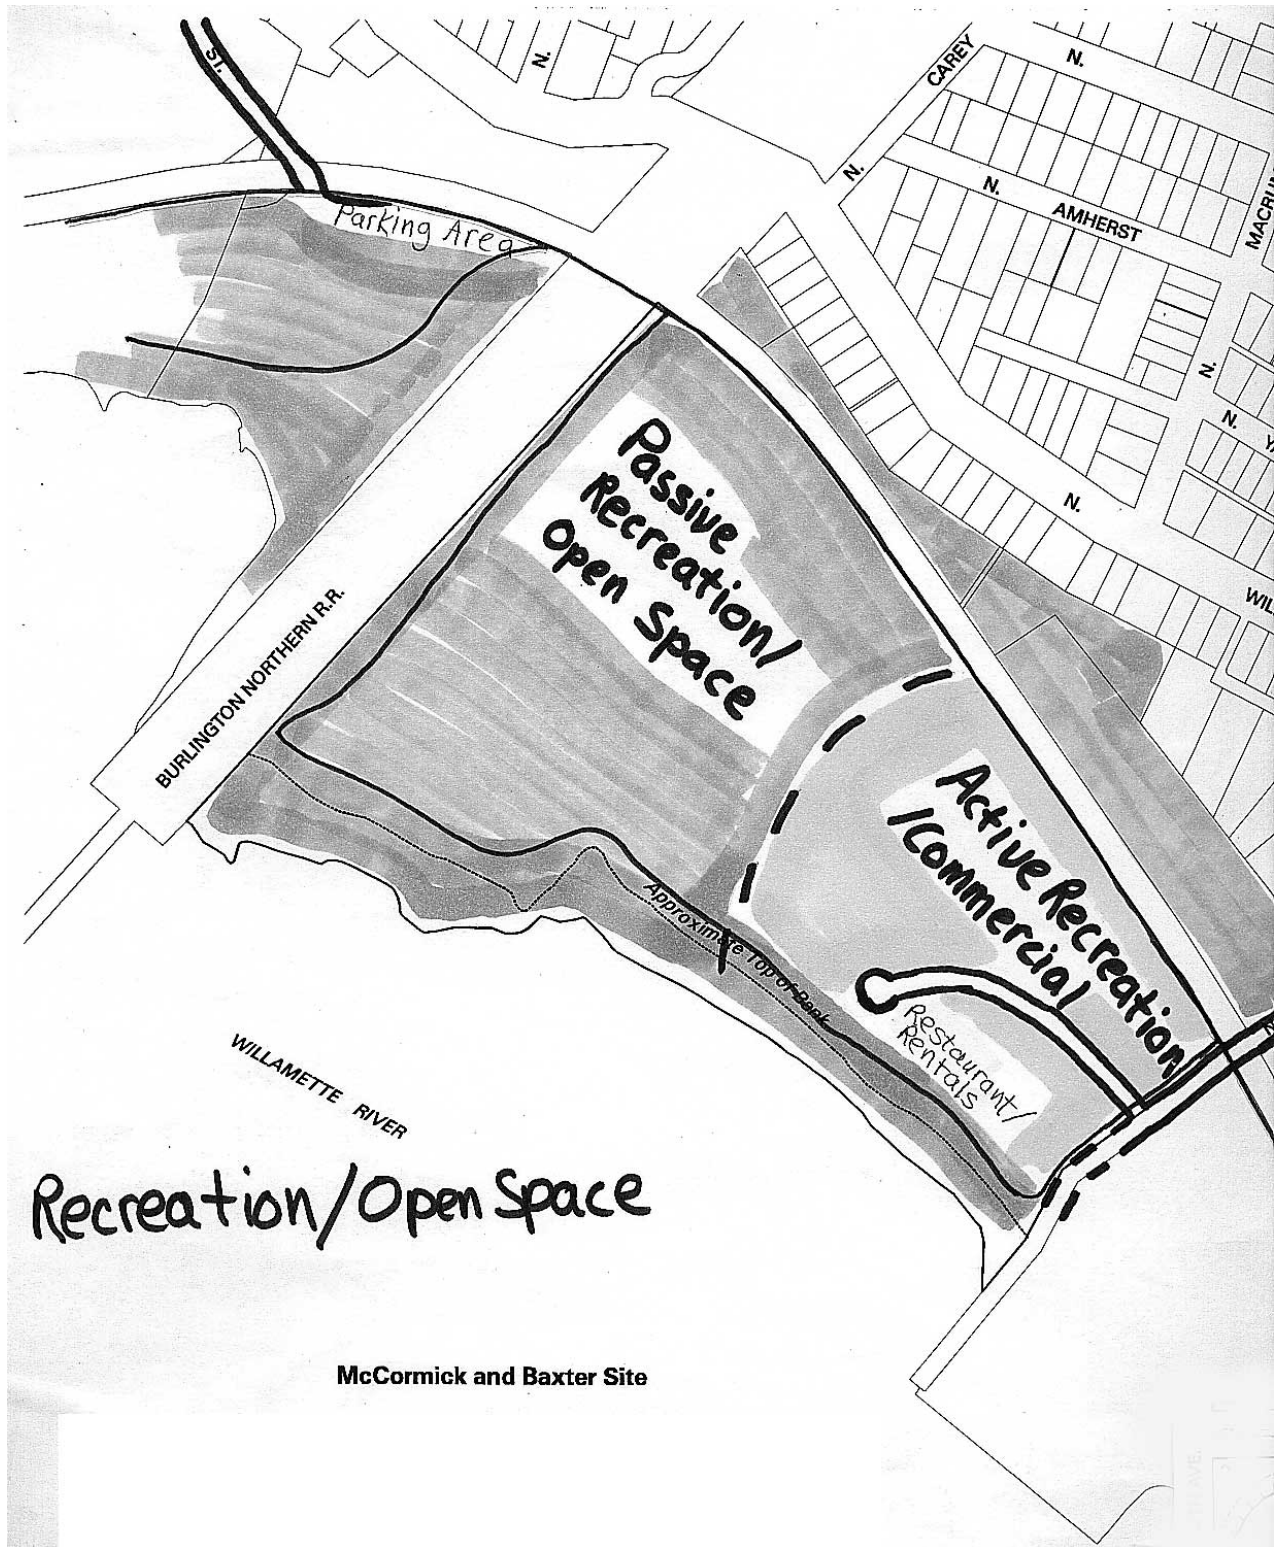 ST.
N.
CAREY
N.
N.
N.
AMHERST
Parking Area
N.
N.
N.
Passive
Recreation/
Open Space
BURLINGTON NORTHERN R.R.
Active Recreation
/Commercial
Approximate Top of Bank
Restaurant/
Rentals
N
WILLAMETTE RIVER
Recreation/Open Space
McCormick and Baxter Site